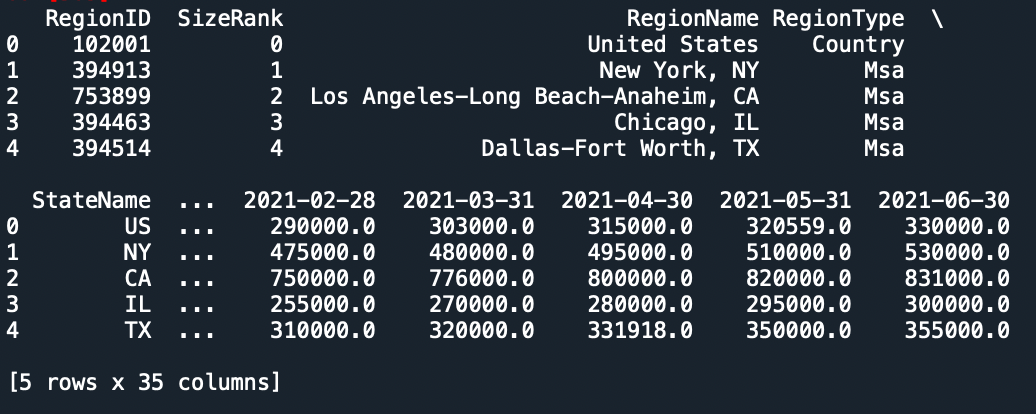 RegionID SizeRank RegionName RegionType \
0 102001 0 United States Country
1 394913 1 New York, NY Msa
2 753899 2 Los Angeles-Long Beach-Anaheim, CA Msa
3 394463 3 Chicago, IL Msa
4 394514 4 Dallas-Fort Worth, TX Msa
StateName ... 2021-02-28 2021-03-31 2021-04-30 2021-05-31 2021-06-30
0 US ... 290000.0 303000.0 315000.0 320559.0 330000.0
1 NY ... 475000.0 480000.0 495000.0 510000.0 530000.0
2 CA ... 750000.0 776000.0 800000.0 820000.0 831000.0
3 IL ... 255000.0 270000.0 280000.0 295000.0 300000.0
4 TX ... 310000.0 320000.0 331918.0 350000.0 355000.0
[5 rows x 35 columns]